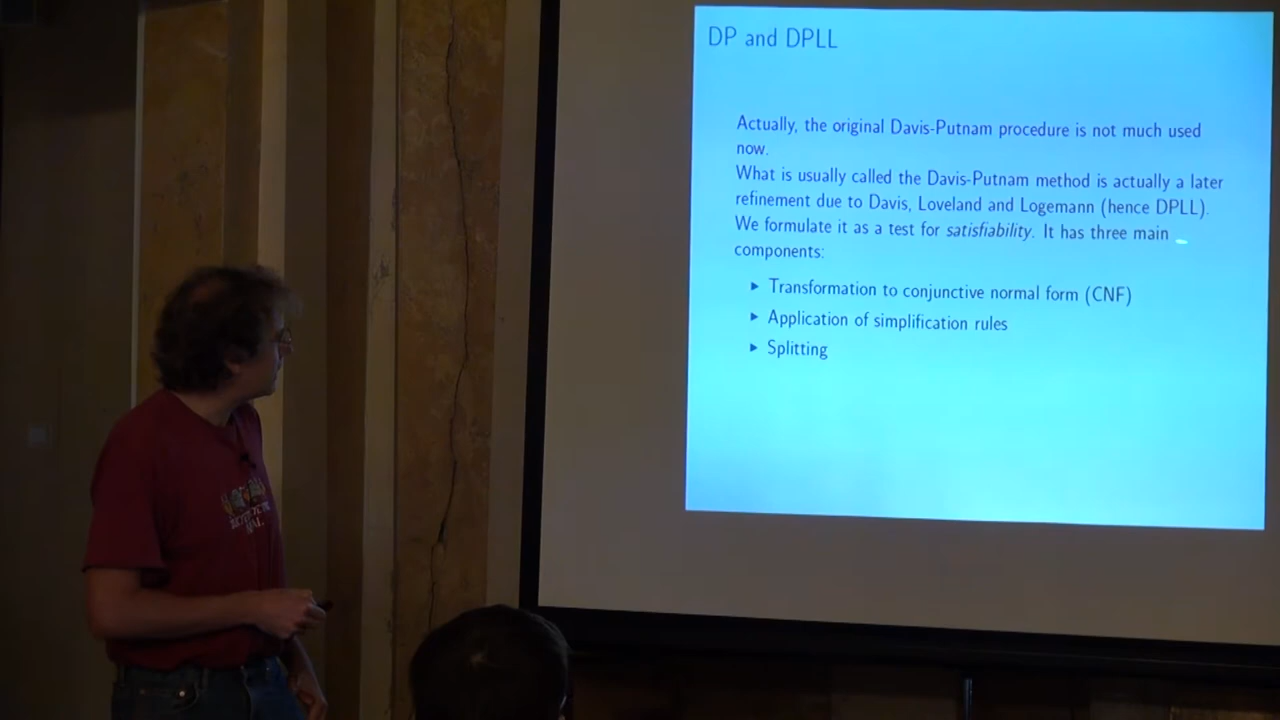 DP and DPLL
Actually, the original Davis-Putnam procedure is not much used
now.
What is usually called the Davis-Putnam method is actually a later
refinement due to Davis, Loveland and Logemann (hence DPLL).
We formulate it as a test for satisfiability. It has three main
components:
▶ Transformation to conjunctive normal form (CNF)
▶ Application of simplification rules
▶ Splitting